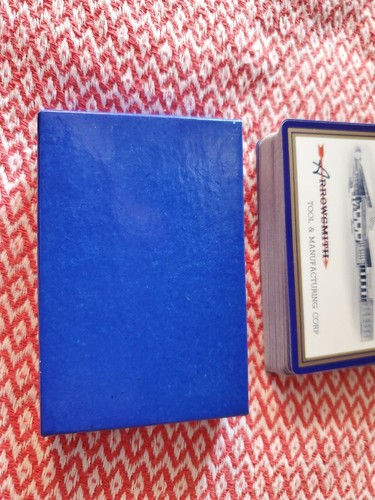 ARROWSMITH
TOOL & MANUFACTURING CORP.